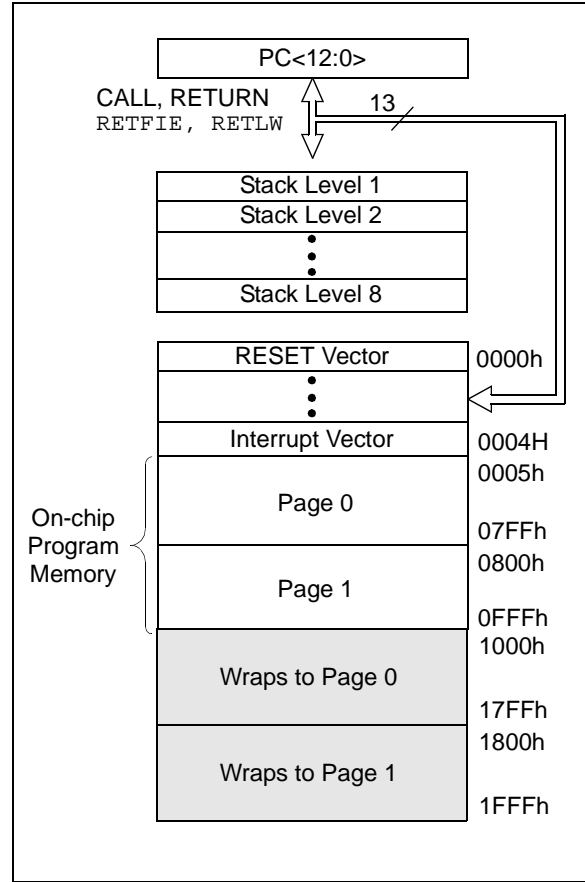 PC<12:0>
CALL, RETURN
RETFIE, RETLW
13
Stack Level 1
Stack Level 2
Stack Level 8
RESET Vector
0000h
Interrupt Vector
0004H
0005h
On-chip
Program
Memory
Page 0
07FFh
0800h
Page 1
0FFFh
1000h
Wraps to Page 0
17FFh
1800h
Wraps to Page 1
1FFFh